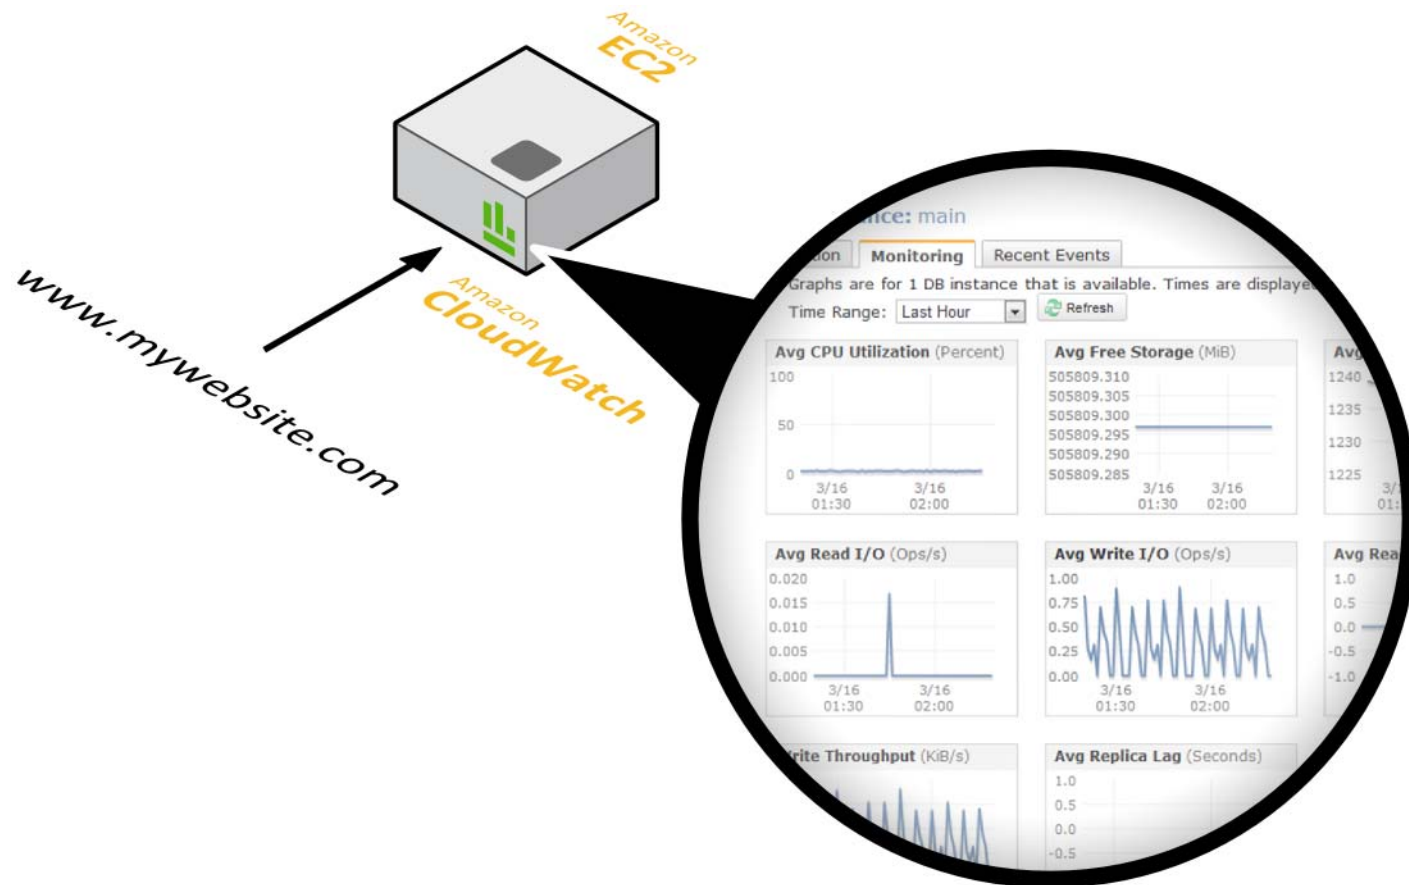 Amazon
EC2
Amazon
CloudWatch
www.mywebsite.com
main
Monitoring Recent Events
Graphs are for 1 DB instance that is available. Times are
Time Range: Last Hour Refresh
Avg CPU Utilization (Percent)
100
50
0
3/16 3/16
01:30 02:00
Avg Free Storage (MiB)
505809.310
505809.305
505809.300
505809.295
505809.290
505809.285
3/16 3/16
01:30 02:00
1240
1235
1230
1225
Avg Read I/O (Ops/s)
0.020
0.015
0.010
0.005
0.000
3/16 3/16
01:30 02:00
Avg Write I/O (Ops/s)
1.00
0.75
0.50
0.25
0.00
3/16 3/16
01:30 02:00
Avg
1.0
0.5
0.0
-0.5
-1.0
Throughput (KiB/s)
Avg Replica Lag (Seconds)
1.0
0.5
0.0
-0.5